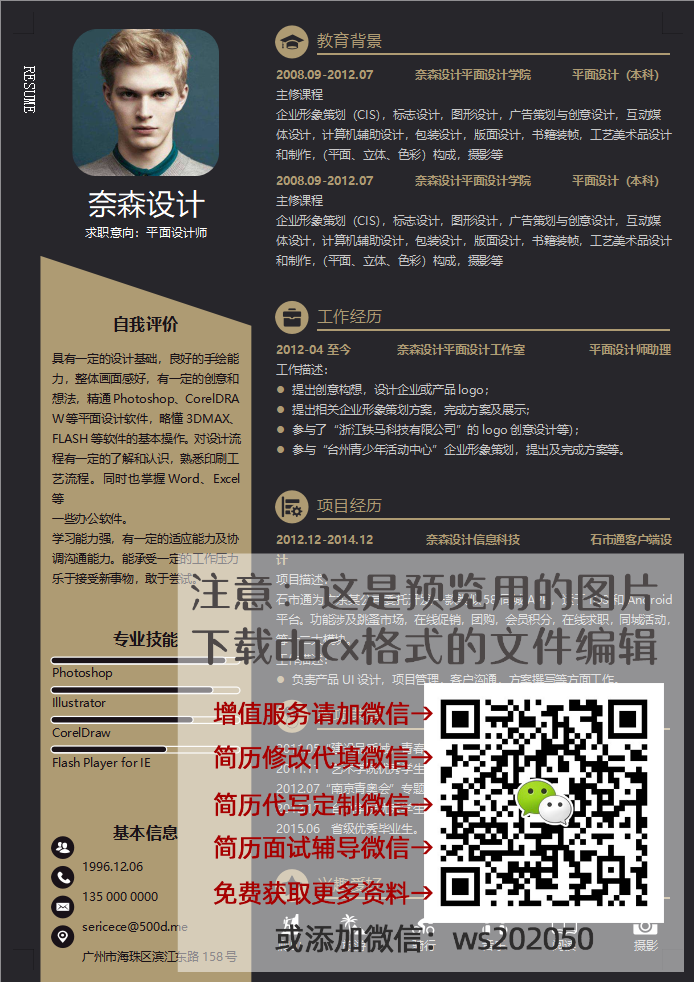 RESUME
奈森设计
求职意向：平面设计师
自我评价
具有一定的设计基础，良好的手绘能
力，整体画面感好，有一定的创意和
想法，精通 Photoshop、CorelDRA
W 等平面设计软件，略懂 3DMAX、
FLASH 等软件的基本操作。对设计流
程有一定的了解和认识，熟悉印刷工
艺流程。同时也掌握 Word、Excel
等
一些办公软件。
学习能力强，有一定的适应能力及协
调沟通能力。能承受一定的工作压力
乐于接受新事物，敢于尝试。
专业技能
Photoshop
Illustrator
CorelDraw
Flash Player for IE
基本信息
1996.12.06
135 000 0000
sericece@500d.me
广州市海珠区滨江东路 158 号
教育背景
2008.09-2012.07 奈森设计平面设计学院 平面设计（本科）
主修课程
企业形象策划（CIS），标志设计，图形设计，广告策划与创意设计，互动媒
体设计，计算机辅助设计，包装设计，版面设计，书籍装帧，工艺美术品设计
和制作，（平面、立体、色彩）构成，摄影等
2008.09-2012.07 奈森设计平面设计学院 平面设计（本科）
主修课程
企业形象策划（CIS），标志设计，图形设计，广告策划与创意设计，互动媒
体设计，计算机辅助设计，包装设计，版面设计，书籍装帧，工艺美术品设计
和制作，（平面、立体、色彩）构成，摄影等
工作经历
2012-04 至今 奈森设计平面设计工作室 平面设计师助理
工作描述：
提出创意构想，设计企业或产品 logo；
提出相关企业形象策划方案，完成方案及展示；
参与了“浙江铁马科技有限公司”的 logo 创意设计等)；
参与“台州青少年活动中心”企业形象策划，提出及完成方案等。
项目经历
2012.12-2014.12 奈森设计信息科技 石市通客户端设
计
项目描述
石市通为 58 APP iOS 和 Android
平台。功能涉及跳蚤市场，在线促销，团购，会员积分，在线求职，同城活动，
工作描述：
负责产品 UI 设计，项目管理，客户沟通，方案撰写等方面工作。
2012.07 “南京青奥会”专题
2015.06 省级优秀毕业生。
兴趣爱好
摄影
注意：这是预览用的图片
下载docx格式的文件编辑
增值服务请加微信→
简历修改代填微信→
简历代写定制微信→
简历面试辅导微信→
免费获取更多资料→
或添加微信：ws202050